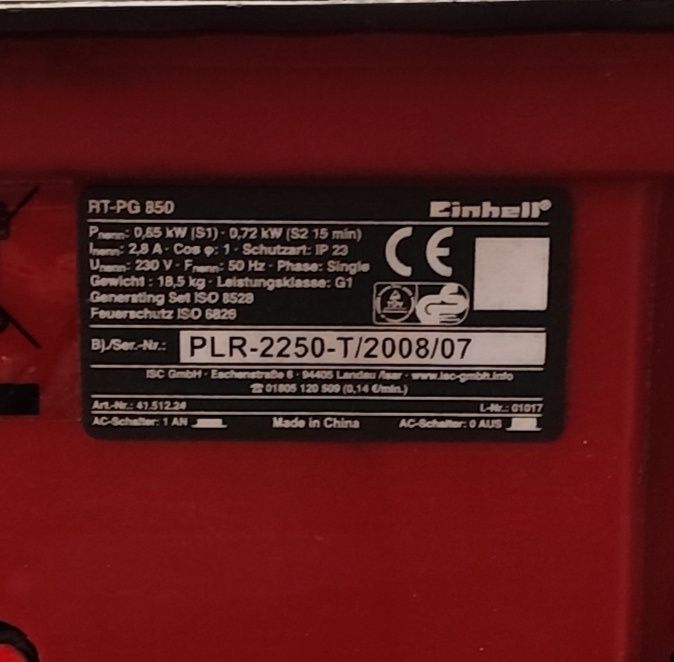 RT-PG 850
Einhell®
Pnenn: 0,65 kW (S1) · 0,72 kW (S2 15 min)
Inenn: 2,8 A · Cos φ: 1 · Schutzart: IP 23
Unenn: 230 V · Fnenn: 50 Hz · Phase: Single
Gewicht: 18,5 kg · Leistungsklasse: G1
Generating Set ISO 8528
Feuerschutz ISO 6826
CE
Bj./Ser.-Nr.: PLR-2250-T/2008/07
ISC GmbH · Eschenstraße 6 · 94405 Landau /Isar · www.isc-gmbh.info
☎ 01805 120 509 (0,14 €/min.)
Art.-Nr.: 41.512.24 I.-Nr.: 01017
AC-Schalter: 1 AN Made in China AC-Schalter: 0 AUS